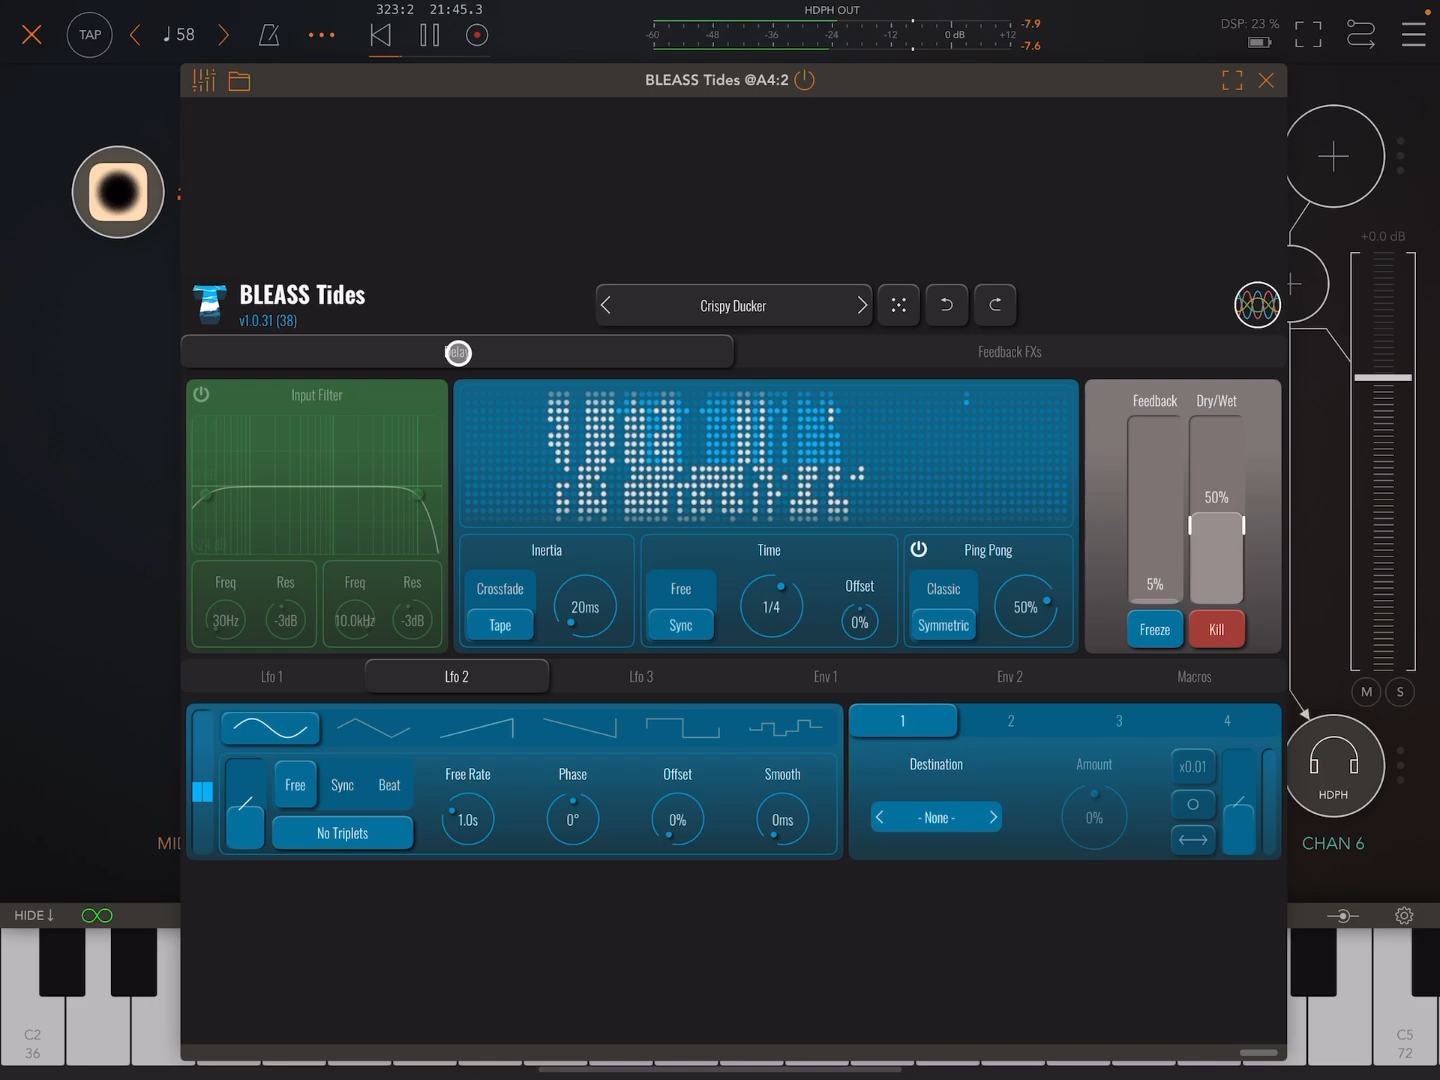 TAP
♩58
323:2 21:45.3
HDPH OUT
-60 -48 -36 -24 -12 0 dB +12
-7.9
-7.6
DSP: 23 %
BLEASS Tides @A4:2
BLEASS Tides
v1.0.31 (38)
Crispy Ducker
Delay
Feedback FXs
Input Filter
Freq Res Freq Res
30Hz -3dB 10.0kHz -3dB
Inertia
Crossfade
Tape
20ms
Time
Free
Sync
1/4
Offset
0%
Ping Pong
Classic
Symmetric
50%
Feedback Dry/Wet
50%
5%
Freeze Kill
Lfo 1 Lfo 2 Lfo 3 Env 1 Env 2 Macros
Free Sync Beat
No Triplets
Free Rate Phase Offset Smooth
1.0s 0° 0% 0ms
1 2 3 4
Destination
- None -
Amount
0%
x0.01
+0.0 dB
M S
HDPH
CHAN 6
HIDE↓
C2
36
C5
72